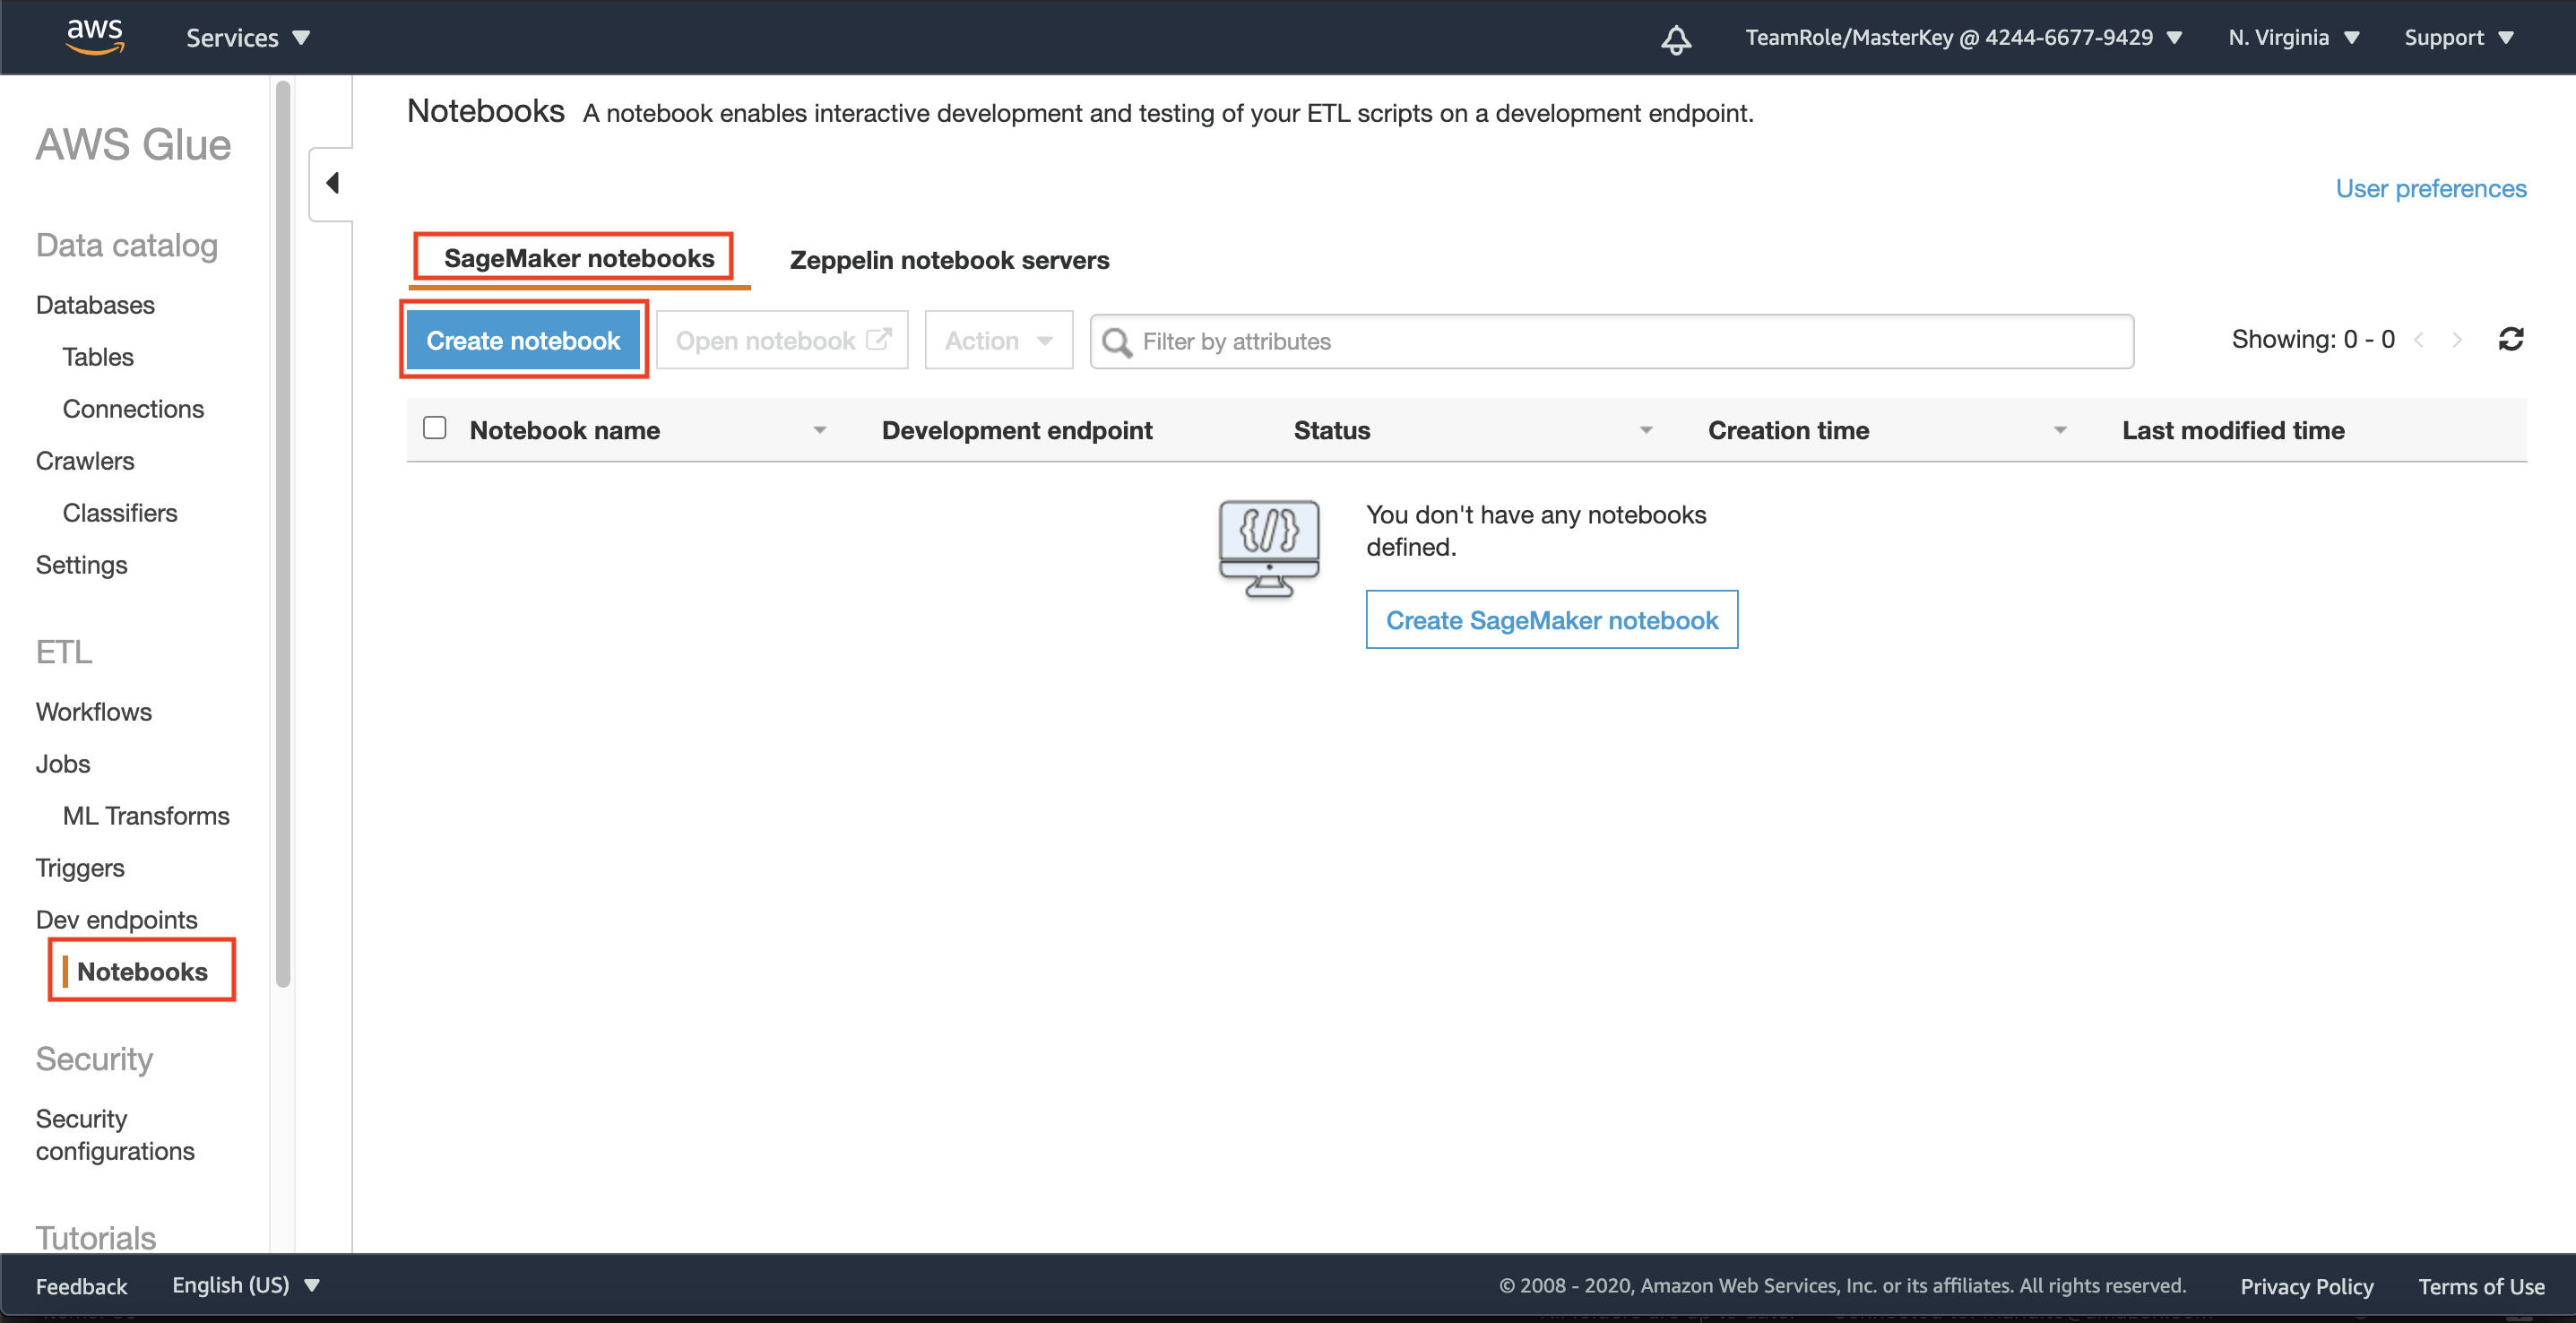 aws
Services
TeamRole/MasterKey @ 4244-6677-9429
N. Virginia
Support
AWS Glue
Data catalog
Databases
Tables
Connections
Crawlers
Classifiers
Settings
ETL
Workflows
Jobs
ML Transforms
Triggers
Dev endpoints
Notebooks
Security
Security
configurations
Tutorials
Notebooks A notebook enables interactive development and testing of your ETL scripts on a development endpoint.
User preferences
SageMaker notebooks
Zeppelin notebook servers
Create notebook
Open notebook
Action
Filter by attributes
Showing: 0 - 0
Notebook name
Development endpoint
Status
Creation time
Last modified time
{/}
You don't have any notebooks
defined.
Create SageMaker notebook
Feedback
English (US)
© 2008 - 2020, Amazon Web Services, Inc. or its affiliates. All rights reserved.
Privacy Policy
Terms of Use